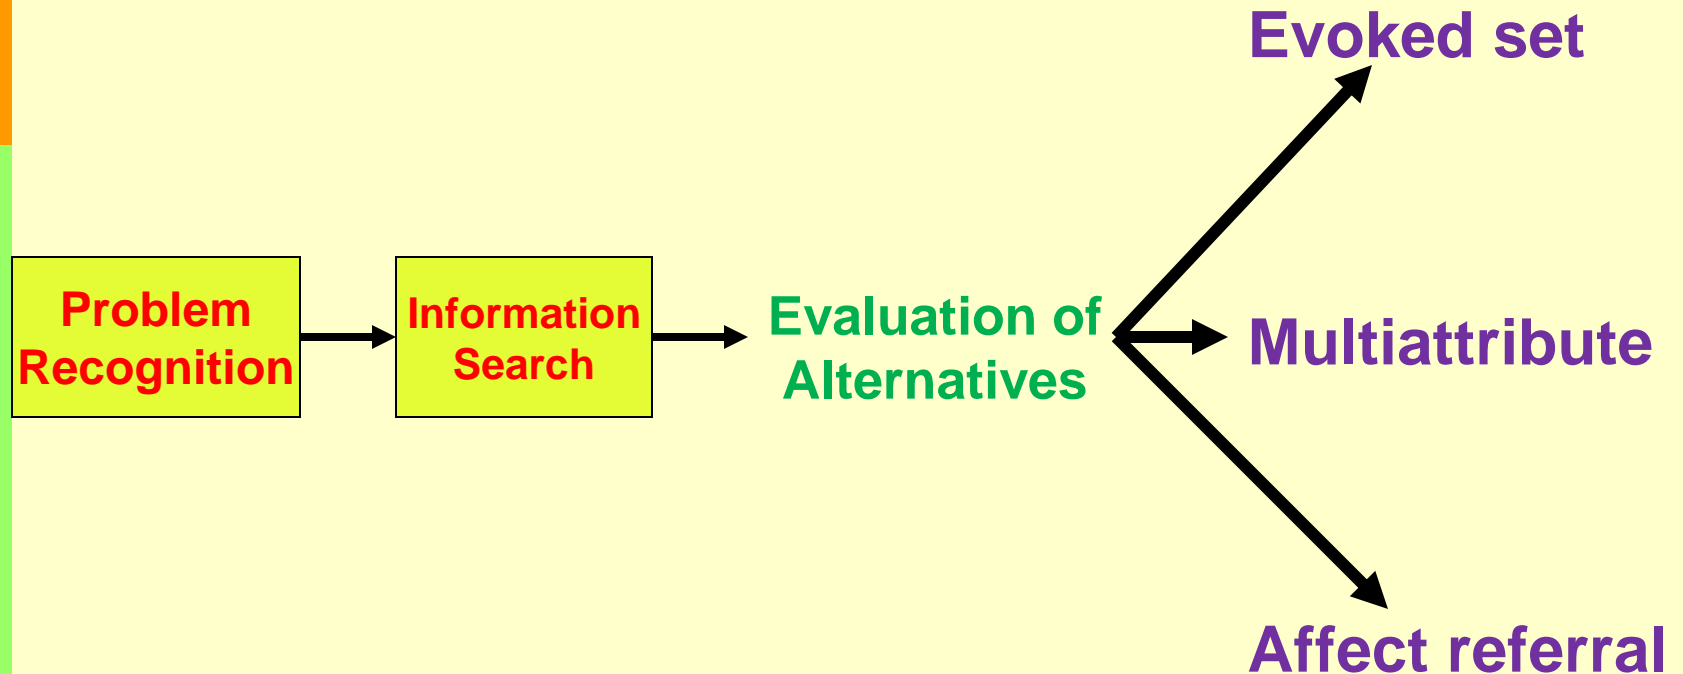 Evoked set
Problem
Recognition
Information
Search
Evaluation of
Alternatives
Multiattribute
Affect referral